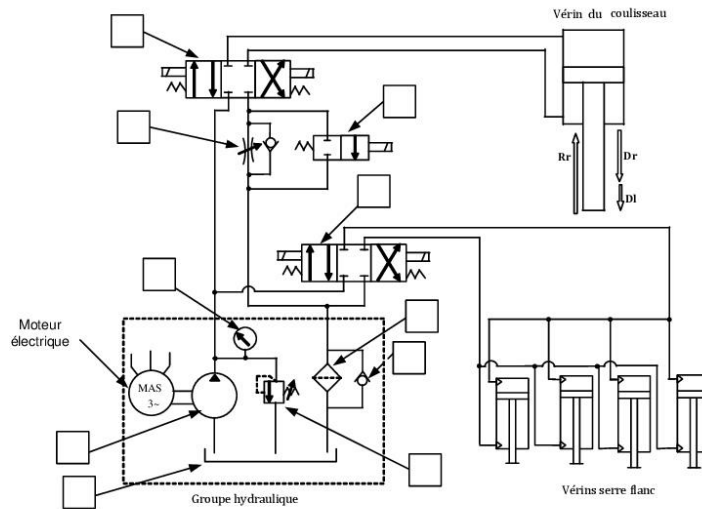 Vérin du coulisseau
Rr
Dr
Dl
Moteur
électrique
MAS
3~
Groupe hydraulique
Vérins serre flanc